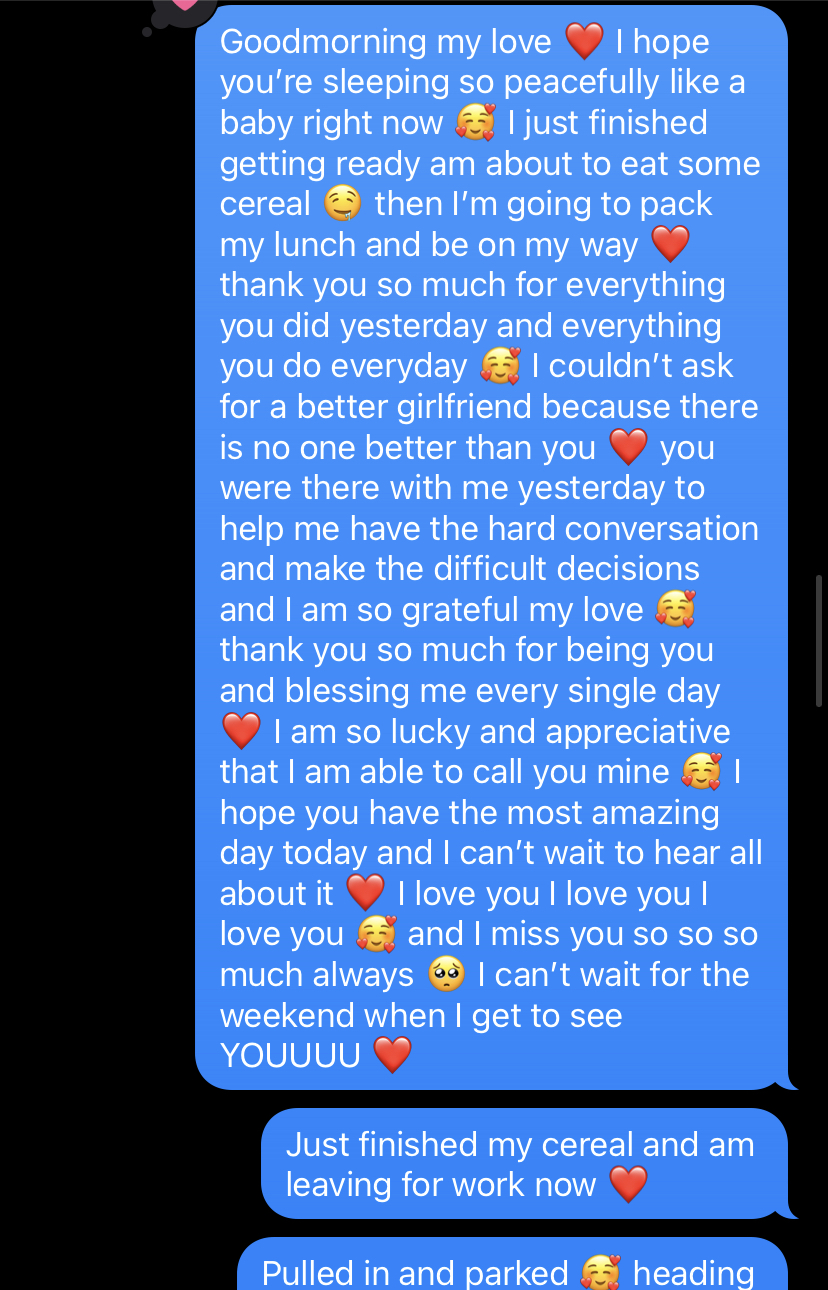 Goodmorning my love ❤️ I hope
you're sleeping so peacefully like a
baby right now 🥰 I just finished
getting ready am about to eat some
cereal 🤤 then I'm going to pack
my lunch and be on my way ❤️
thank you so much for everything
you did yesterday and everything
you do everyday 🥰 I couldn't ask
for a better girlfriend because there
is no one better than you ❤️ you
were there with me yesterday to
help me have the hard conversation
and make the difficult decisions
and I am so grateful my love 🥰
thank you so much for being you
and blessing me every single day
❤️ I am so lucky and appreciative
that I am able to call you mine 🥰 I
hope you have the most amazing
day today and I can't wait to hear all
about it ❤️ I love you I love you I
love you 🥰 and I miss you so so so
much always 🥺 I can't wait for the
weekend when I get to see
YOUUUU ❤️
Just finished my cereal and am
leaving for work now ❤️
Pulled in and parked 🥰 heading